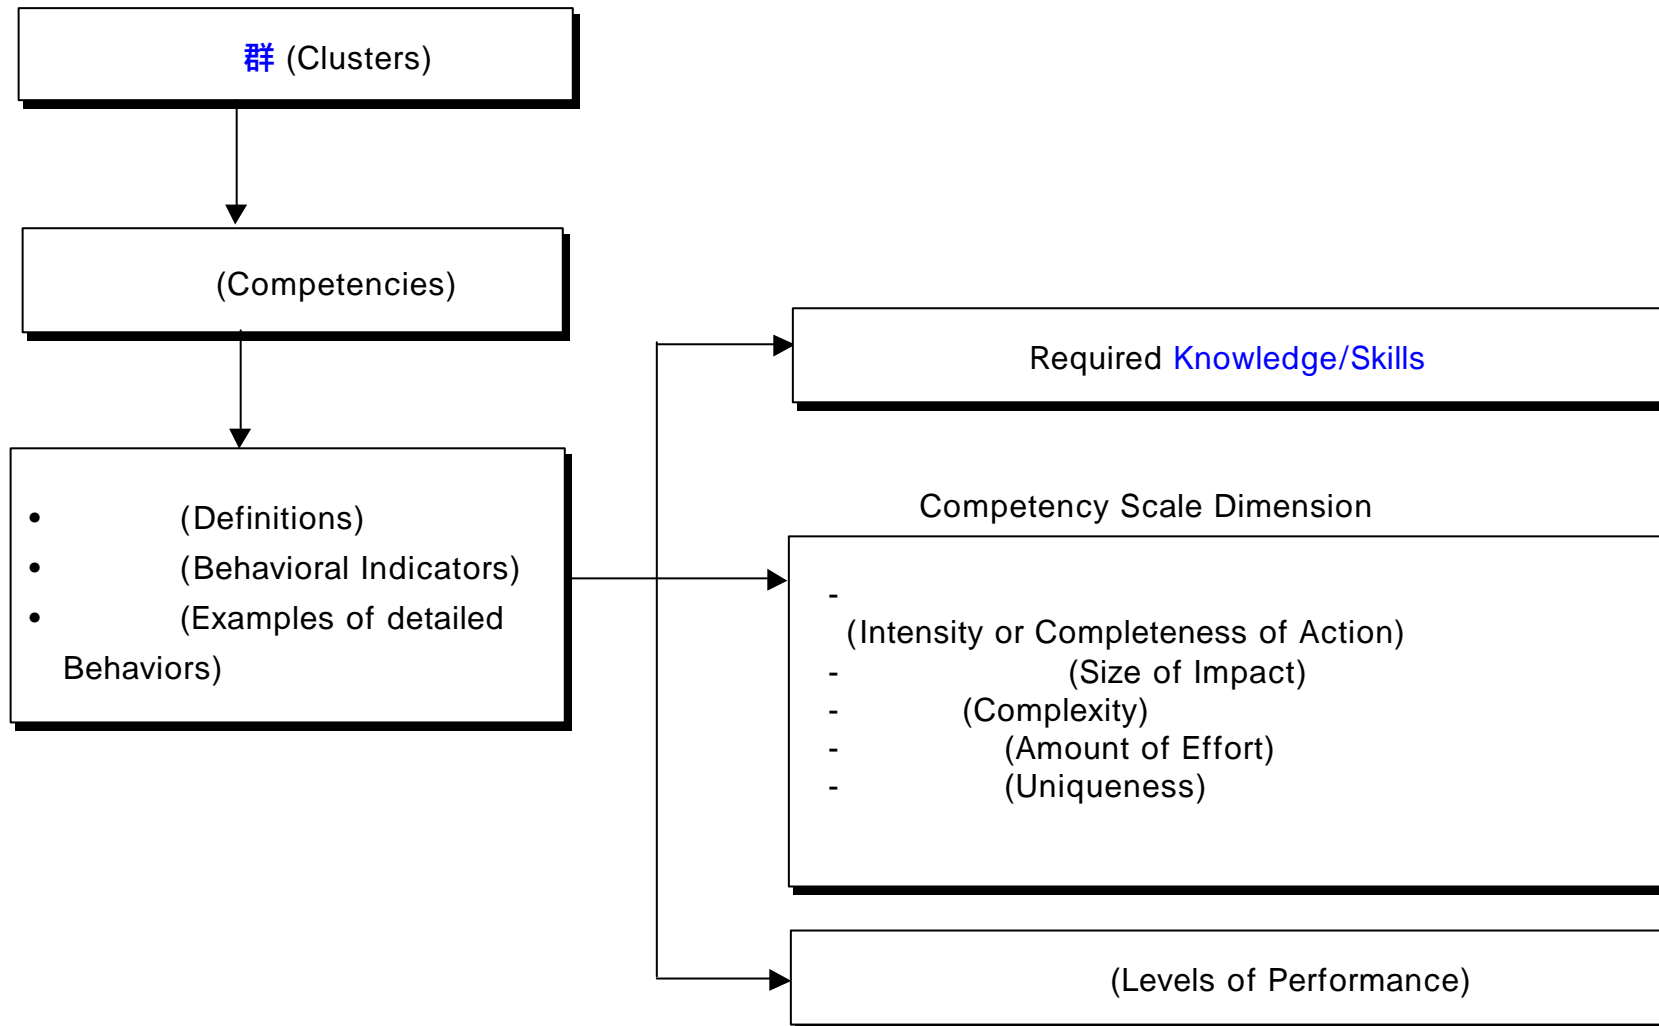 群 (Clusters)
(Competencies)
• (Definitions)
• (Behavioral Indicators)
• (Examples of detailed
Behaviors)
Required Knowledge/Skills
Competency Scale Dimension
-
(Intensity or Completeness of Action)
- (Size of Impact)
- (Complexity)
- (Amount of Effort)
- (Uniqueness)
(Levels of Performance)